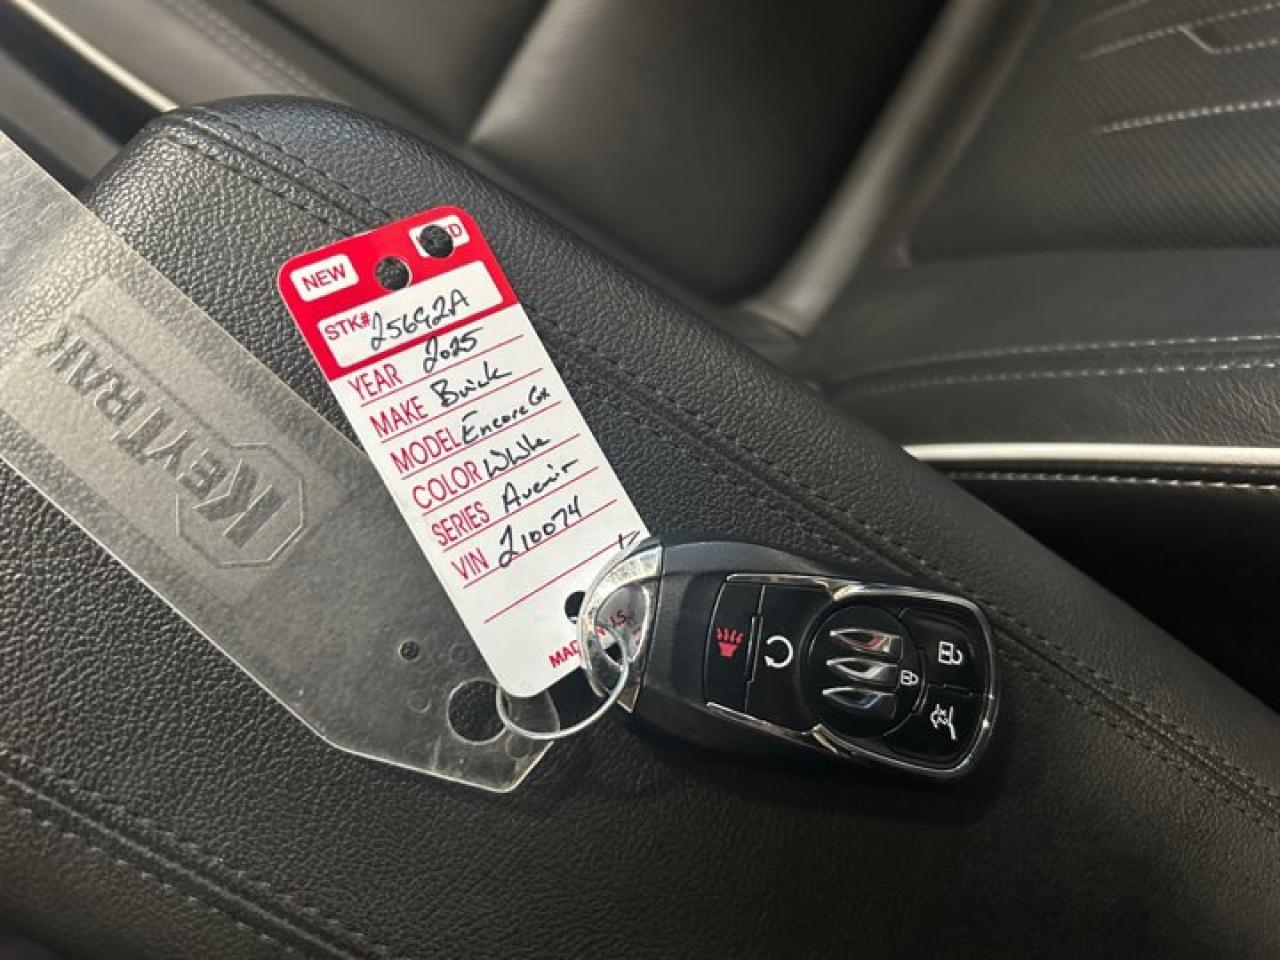 NEW
STK# 25692A
YEAR 2025
MAKE Buick
MODEL Encore Gx
COLOR White
SERIES Avenir
VIN 210074
KEYTRAK